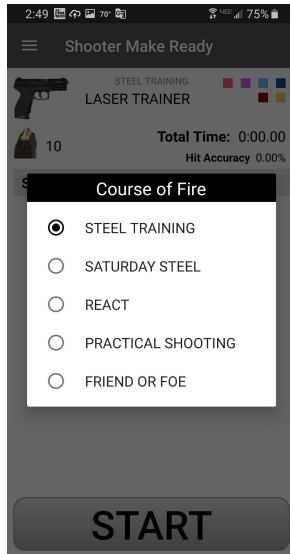 2:49 70° 4GE 75%
Shooter Make Ready
STEEL TRAINING
LASER TRAINER
10
Total Time: 0:00.00
Hit Accuracy 0.00%
S
Course of Fire
STEEL TRAINING
SATURDAY STEEL
REACT
PRACTICAL SHOOTING
FRIEND OR FOE
START